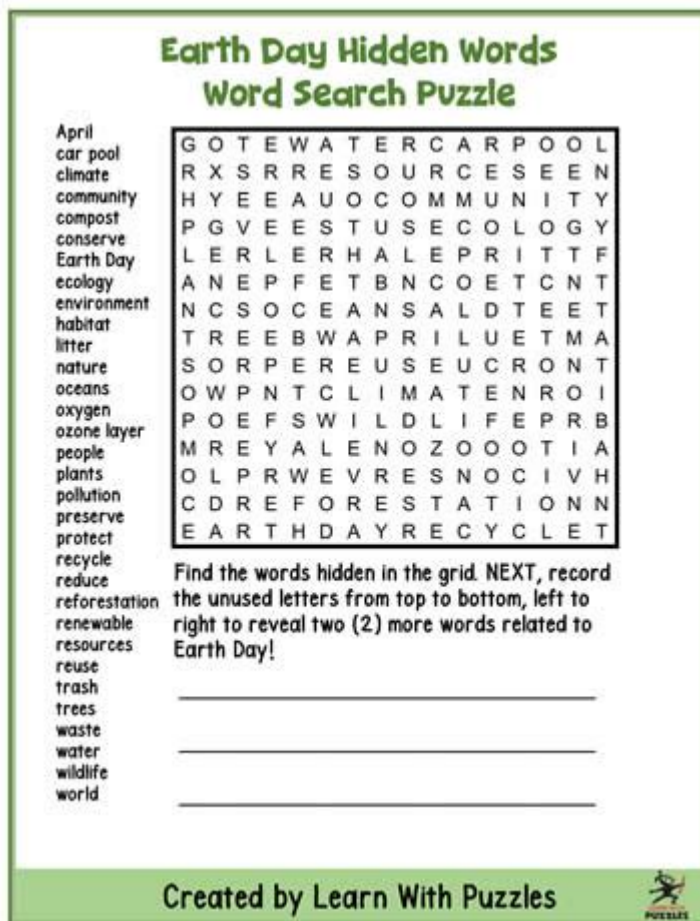 Earth Day Hidden Words
Word Search Puzzle
April
car pool
climate
community
compost
conserve
Earth Day
ecology
environment
habitat
litter
nature
oceans
oxygen
ozone layer
people
plants
pollution
preserve
protect
recycle
reduce
reforestation
renewable
resources
reuse
trash
trees
waste
water
wildlife
world
G O T E W A T E R C A R P O O L
R X S R R E S O U R C E S E E N
H Y E E A U O C O M M U N I T Y
P G V E E S T U S E C O L O G Y
L E R L E R H A L E P R I T T F
A N E P F E T B N C O E T C N T
N C S O C E A N S A L D T E E T
T R E E B W A P R I L U E T M A
S O R P E R E U S E U C R O N T
O W P N T C L I M A T E N R O I
P O E F S W I L D L I F E P R B
M R E Y A L E N O Z O O O T I A
O L P R W E V R E S N O C I V H
C D R E F O R E S T A T I O N N
E A R T H D A Y R E C Y C L E T
Find the words hidden in the grid. NEXT, record
the unused letters from top to bottom, left to
right to reveal two (2) more words related to
Earth Day!
Created by Learn With Puzzles
PUZZLES